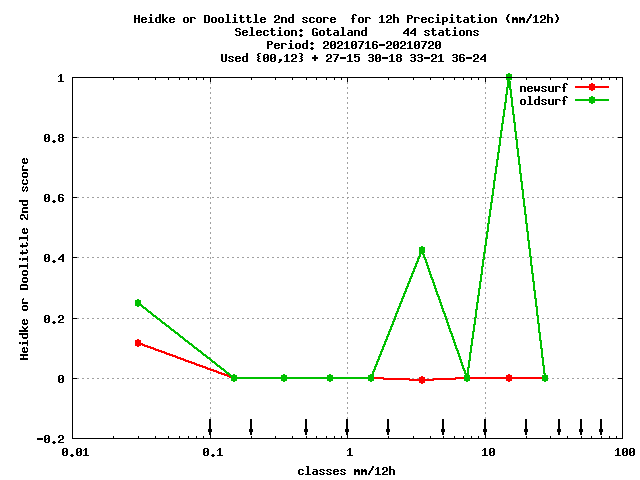 Heidke or Doolittle 2nd score  for 12h Precipitation (mm/12h)
Selection: Gotaland     44 stations
Period: 20210716-20210720
Used {00,12} + 27-15 30-18 33-21 36-24
newsurf
oldsurf
1
0.8
0.6
0.4
0.2
0
-0.2
Heidke or Doolittle 2nd score
0.01 0.1 1 10 100
classes mm/12h